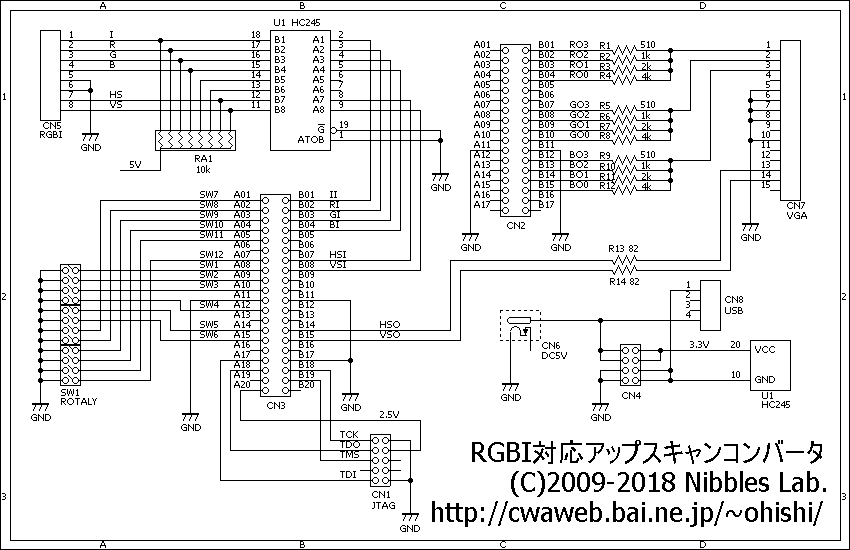 A B C D
1
2
3
U1 HC245
1 I 18 B1 A1 2
2 R 17 B2 A2 3
3 G 16 B3 A3 4
4 B 15 B4 A4 5
5 14 B5 A5 6
6 13 B6 A6 7
7 HS 12 B7 A7 8
8 VS 11 B8 A8 9
CN5
RGBI
GND
G 19
ATOB 1
RA1
10k
5V
GND
SW7 A01 B01 II
SW8 A02 B02 RI
SW9 A03 B03 GI
SW10 A04 B04 BI
SW11 A05 B05
A06 B06
SW12 A07 B07 HSI
SW1 A08 B08 VSI
SW2 A09 B09
SW3 A10 B10
A11 B11
SW4 A12 B12
A13 B13
SW5 A14 B14 HSO
SW6 A15 B15 VSO
A16 B16
A17 B17
A18 B18
A19 B19
A20 B20
CN3
SW1
ROTALY
GND
GND
GND
2.5V
TCK
TDO
TMS
TDI
CN1
JTAG
GND
A01 B01 RO3 R1 510
A02 B02 RO2 R2 1k
A03 B03 RO1 R3 2k
A04 B04 RO0 R4 4k
A05 B05
A06 B06
A07 B07 GO3 R5 510
A08 B08 GO2 R6 1k
A09 B09 GO1 R7 2k
A10 B10 GO0 R8 4k
A11 B11
A12 B12 BO3 R9 510
A13 B13 BO2 R10 1k
A14 B14 BO1 R11 2k
A15 B15 BO0 R12 4k
A16 B16
A17 B17
CN2
GND
GND
1
2
3
4
5
6
7
8
9
10
11
12
13
14
15
CN7
VGA
GND
R13 82
R14 82
1
2
3
4
CN8
USB
CN6
DC5V
GND
3.3V 20 VCC
10 GND
CN4
GND
U1
HC245
RGBI対応アップスキャンコンバータ
(C)2009-2018 Nibbles Lab.
http://cwaweb.bai.ne.jp/~ohishi/
A B C D
1
2
3